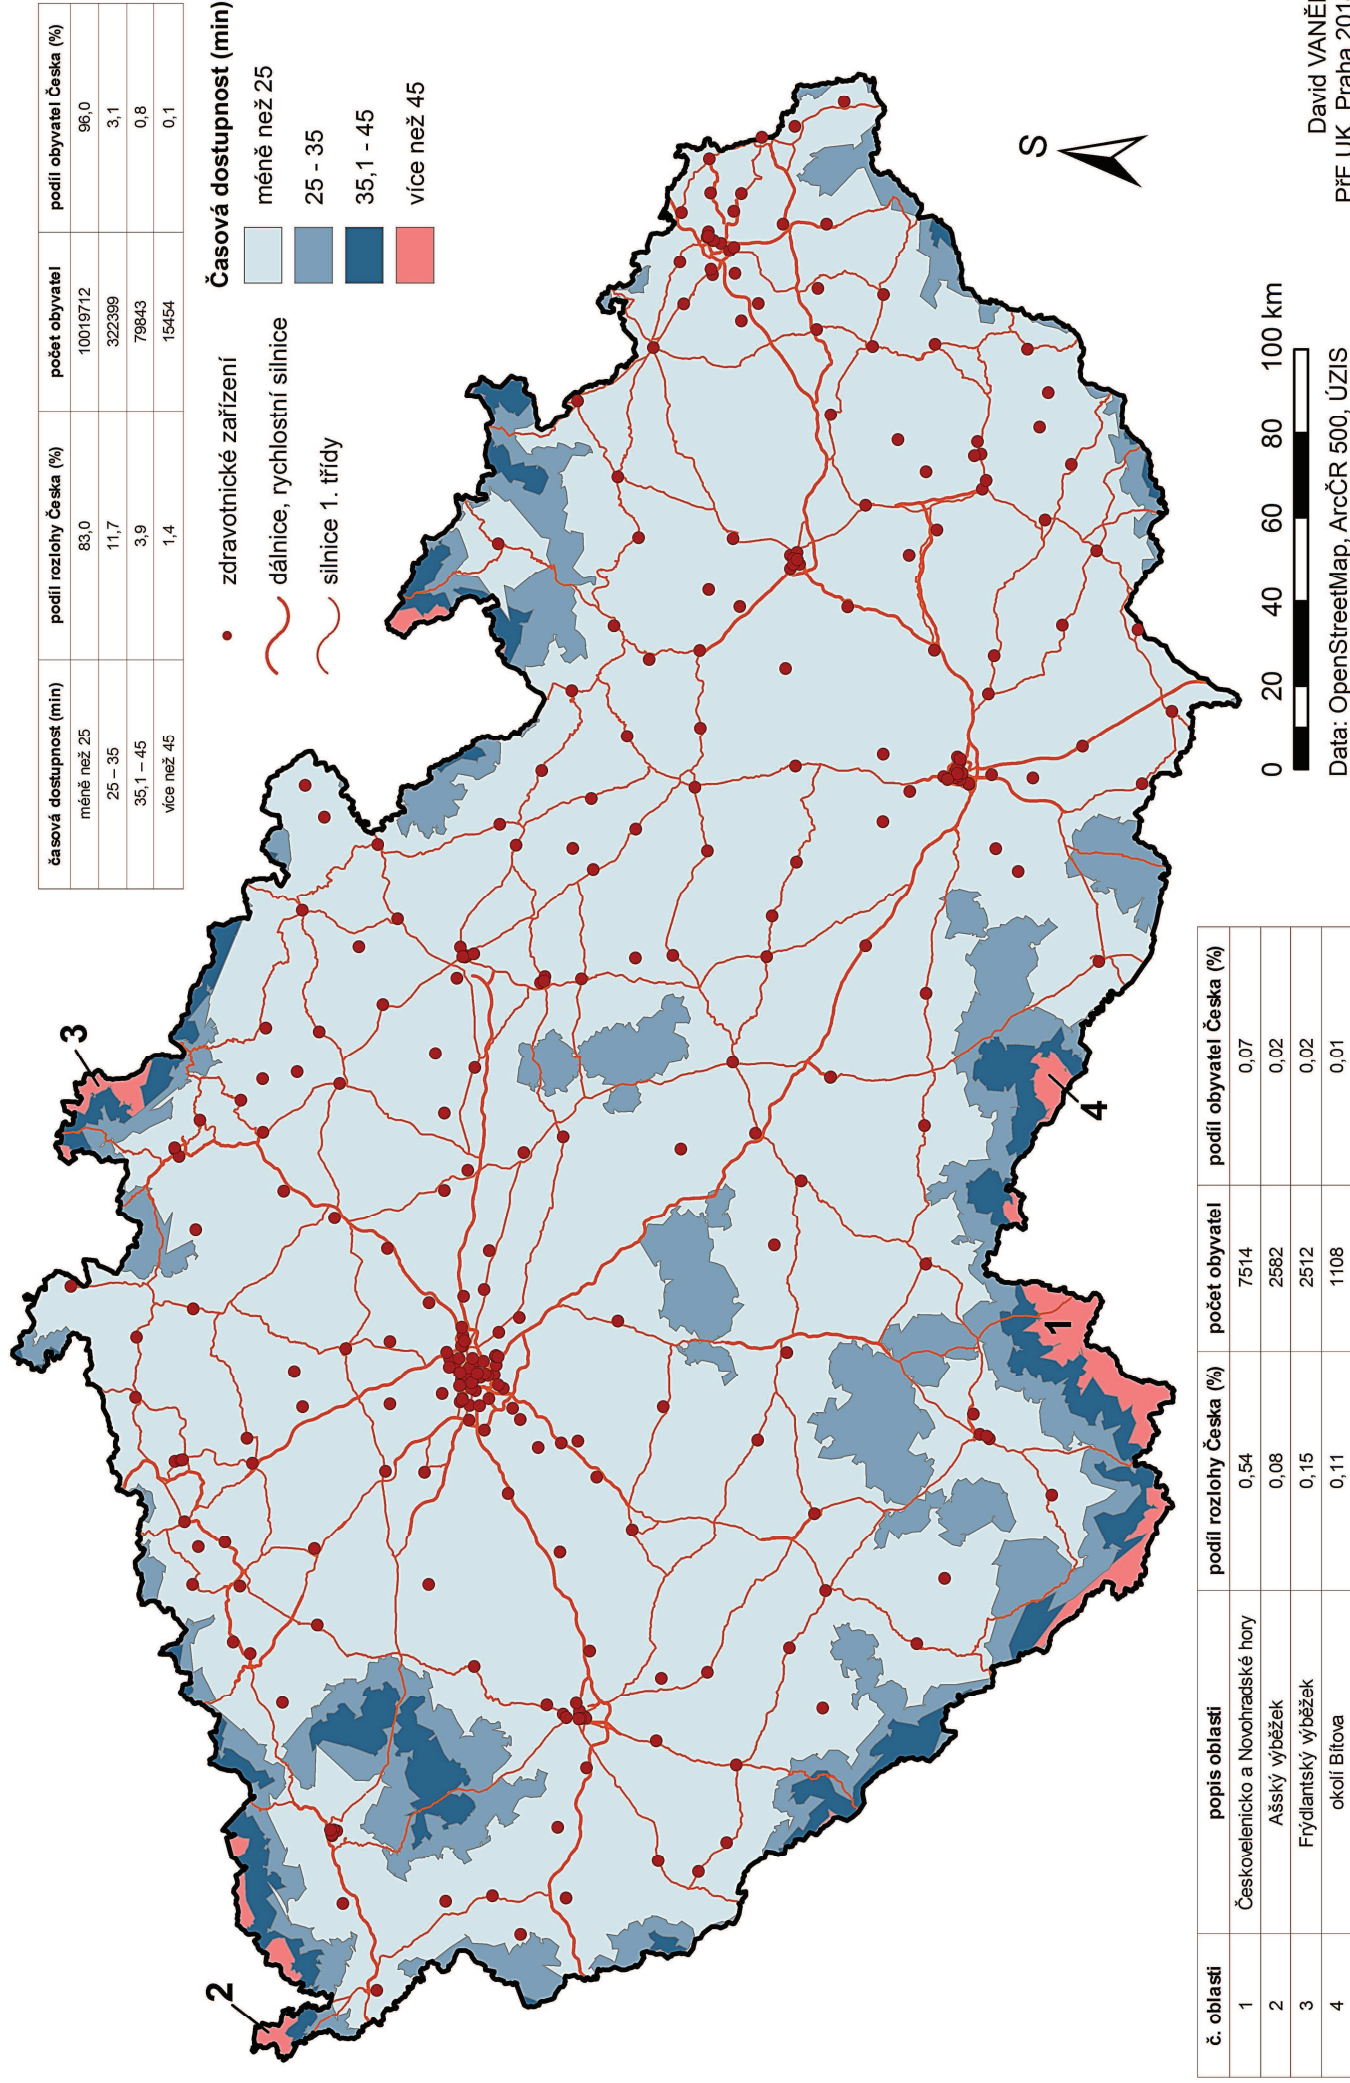 časová dostupnost (min) podíl rozlohy Česka (%) počet obyvatel podíl obyvatel Česka (%)
méně než 25 83,0 10019712 96,0
25 – 35 11,7 322399 3,1
35,1 – 45 3,9 79843 0,8
více než 45 1,4 15454 0,1
zdravotnické zařízení
dálnice, rychlostní silnice
silnice 1. třídy
Časová dostupnost (min)
méně než 25
25 - 35
35,1 - 45
více než 45
2
3
1
4
S
č. oblasti popis oblasti podíl rozlohy Česka (%) počet obyvatel podíl obyvatel Česka (%)
1 Českovelenicko a Novohradské hory 0,54 7514 0,07
2 Ašský výběžek 0,08 2582 0,02
3 Frýdlantský výběžek 0,15 2512 0,02
4 okolí Bítova 0,11 1108 0,01
0 20 40 60 80 100 km
Data: OpenStreetMap, ArcČR 500, ÚZIS
David
PřF UK, Praha